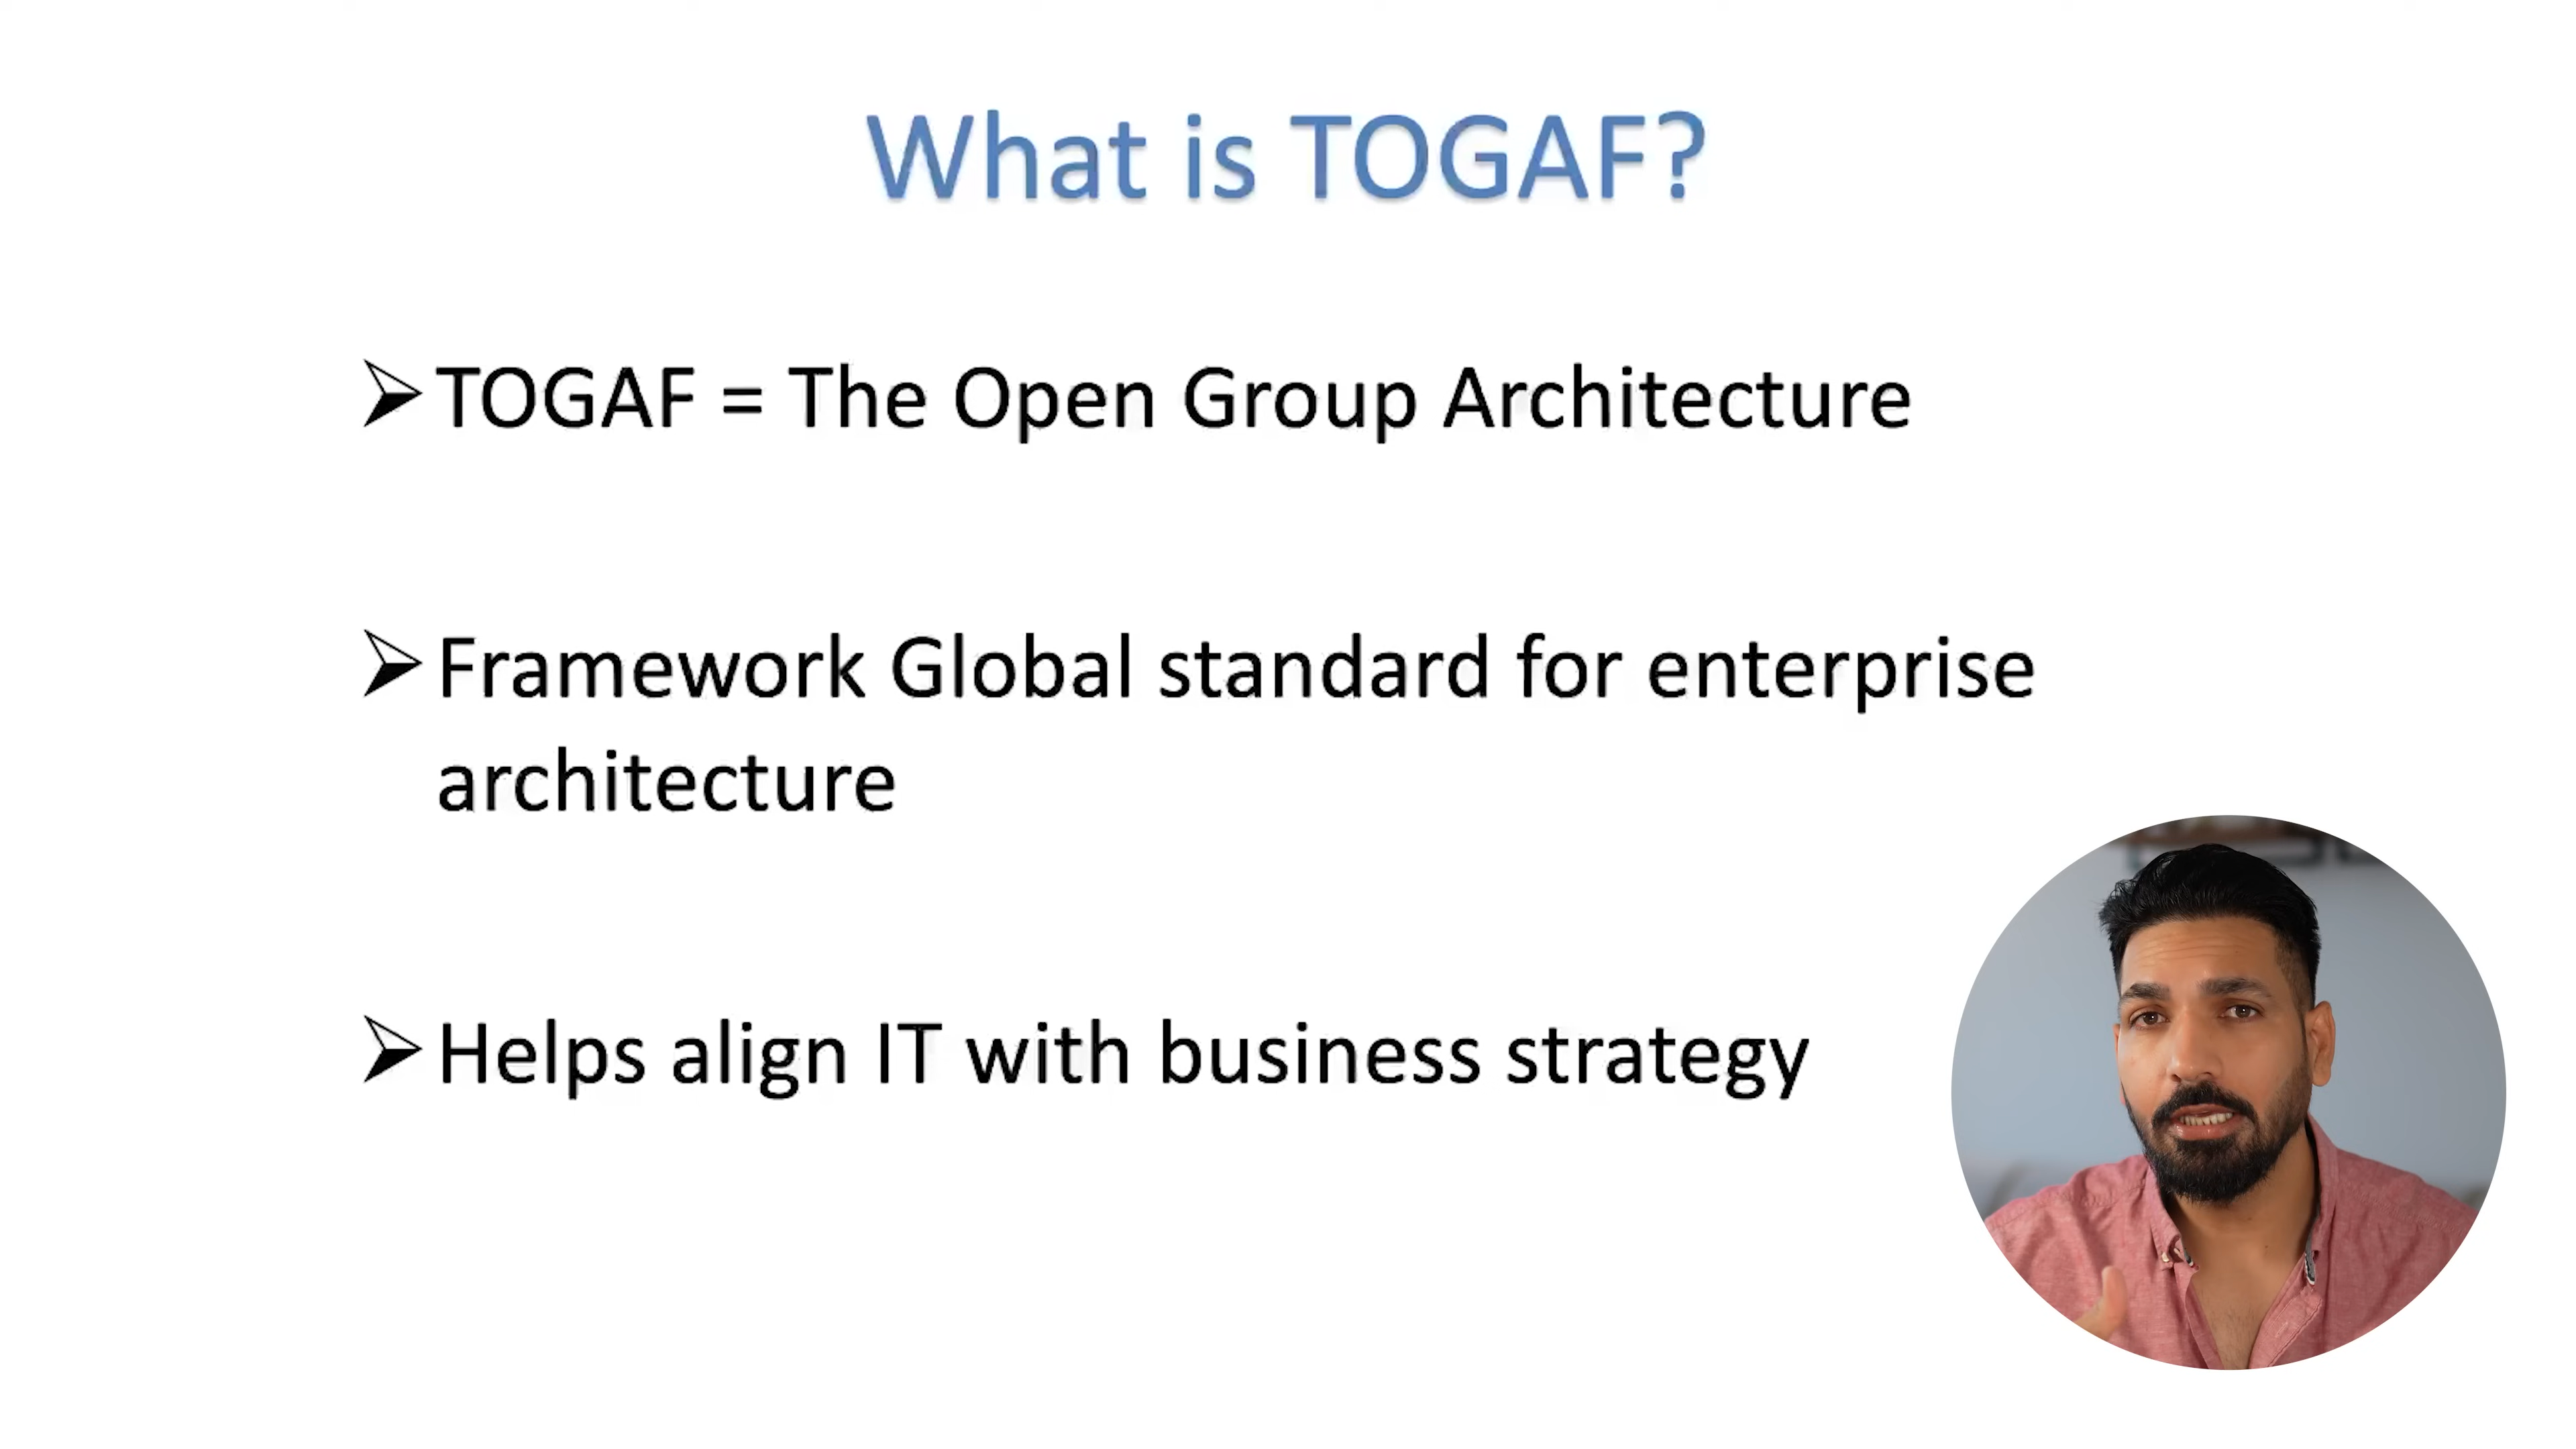 What is TOGAF?
➢TOGAF = The Open Group Architecture
➢Framework Global standard for enterprise
architecture
➢Helps align IT with business strategy